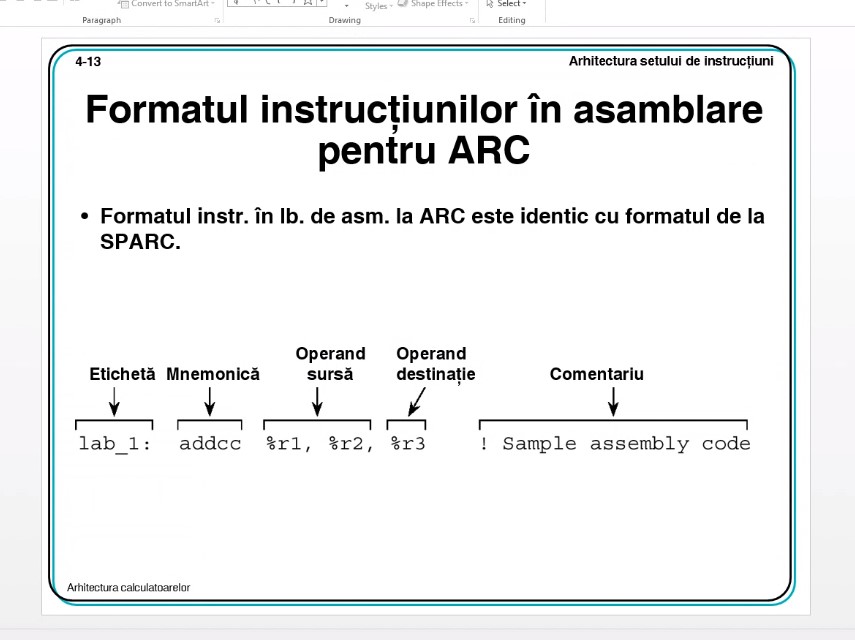 Convert to SmartArt
Styles
Shape Effects
Select
Paragraph
Drawing
Editing
4-13
Arhitectura setului de instrucțiuni
Formatul instrucțiunilor în asamblare
pentru ARC
• Formatul instr. în lb. de asm. la ARC este identic cu formatul de la
SPARC.
Etichetă
Mnemonică
Operand
sursă
Operand
destinație
Comentariu
lab_1: addcc %r1, %r2, %r3 ! Sample assembly code
Arhitectura calculatoarelor